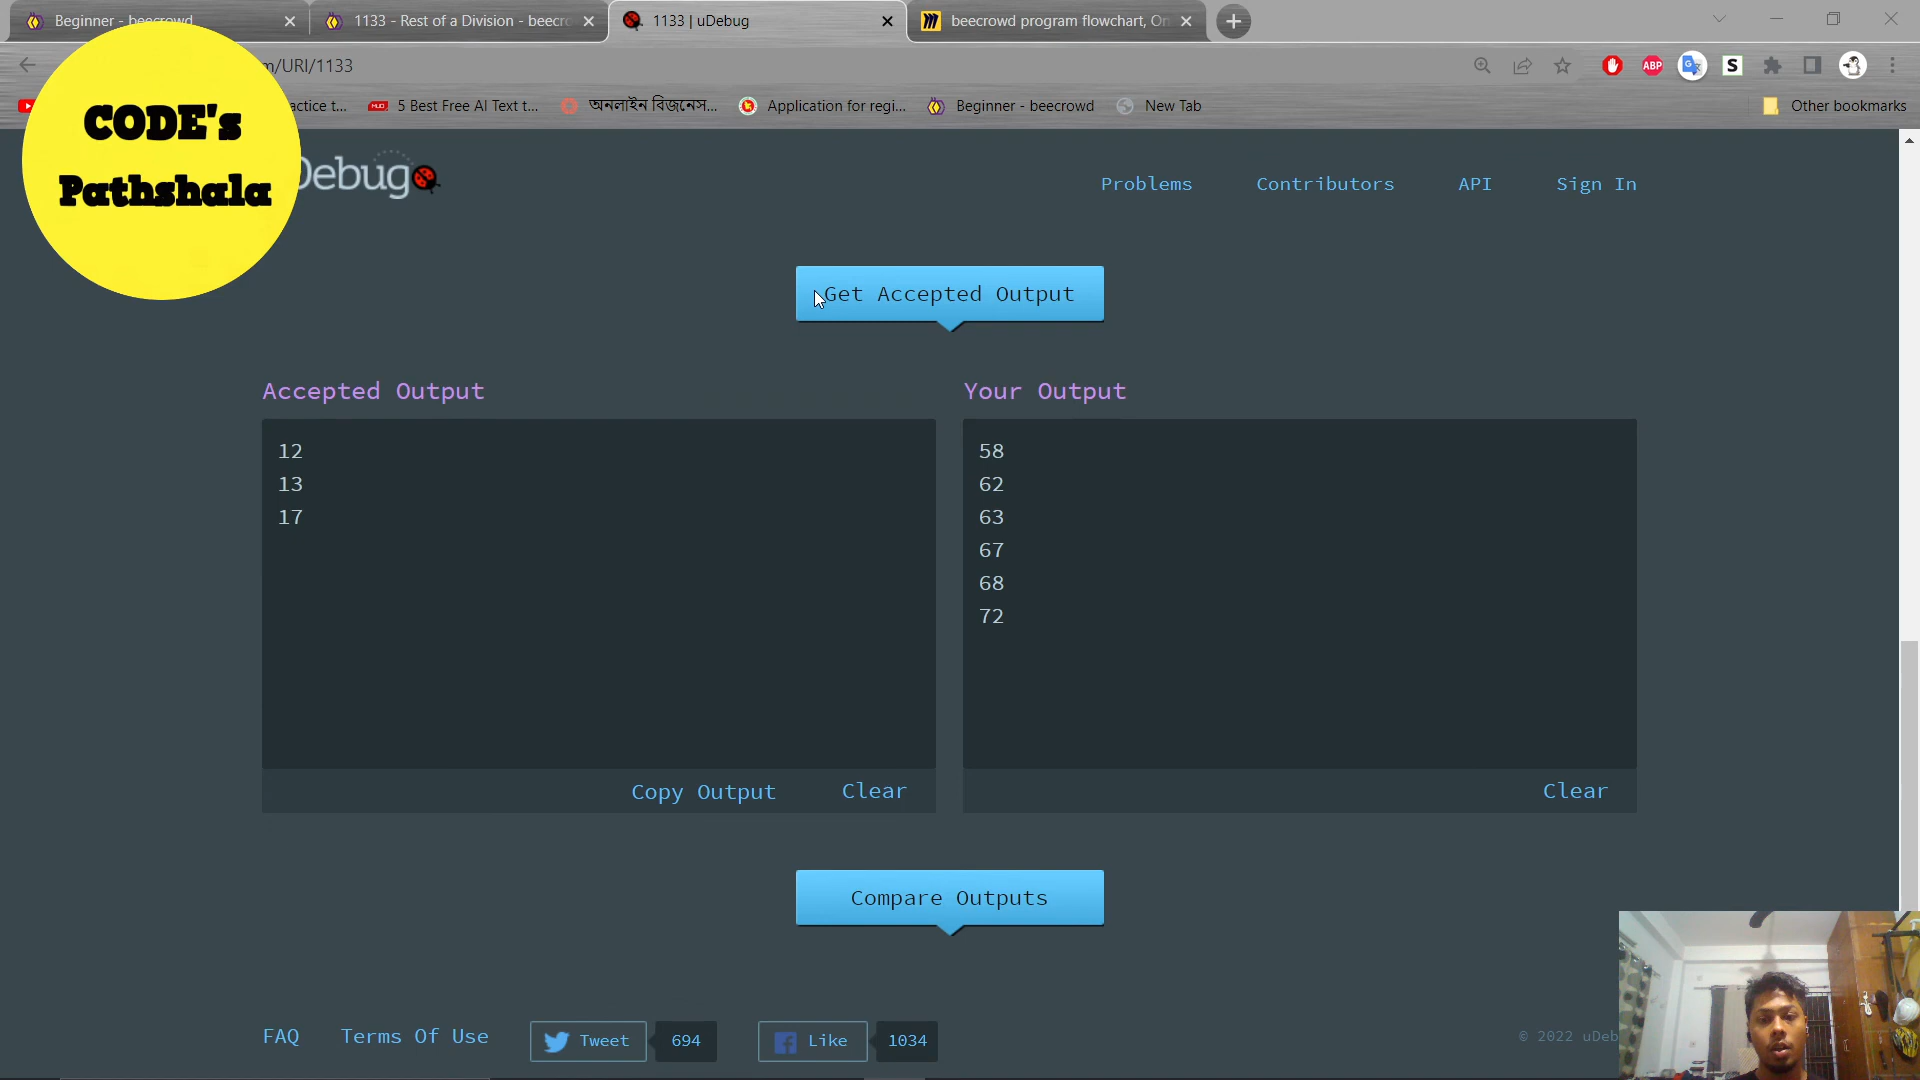 Beginner - beecrowd
1133 - Rest of a Division - beecro
1133 | uDebug
beecrowd program flowchart, On
/URI/1133
actice t...
5 Best Free AI Text t...
অনলাইন বিজনেস...
Application for regi...
Beginner - beecrowd
New Tab
Other bookmarks
CODE's
Pathshala
Debug
Problems
Contributors
API
Sign In
Get Accepted Output
Accepted Output
Your Output
12
13
17
58
62
63
67
68
72
Copy Output
Clear
Clear
Compare Outputs
FAQ
Terms Of Use
Tweet
694
Like
1034
© 2022 uDeb
ABP
S